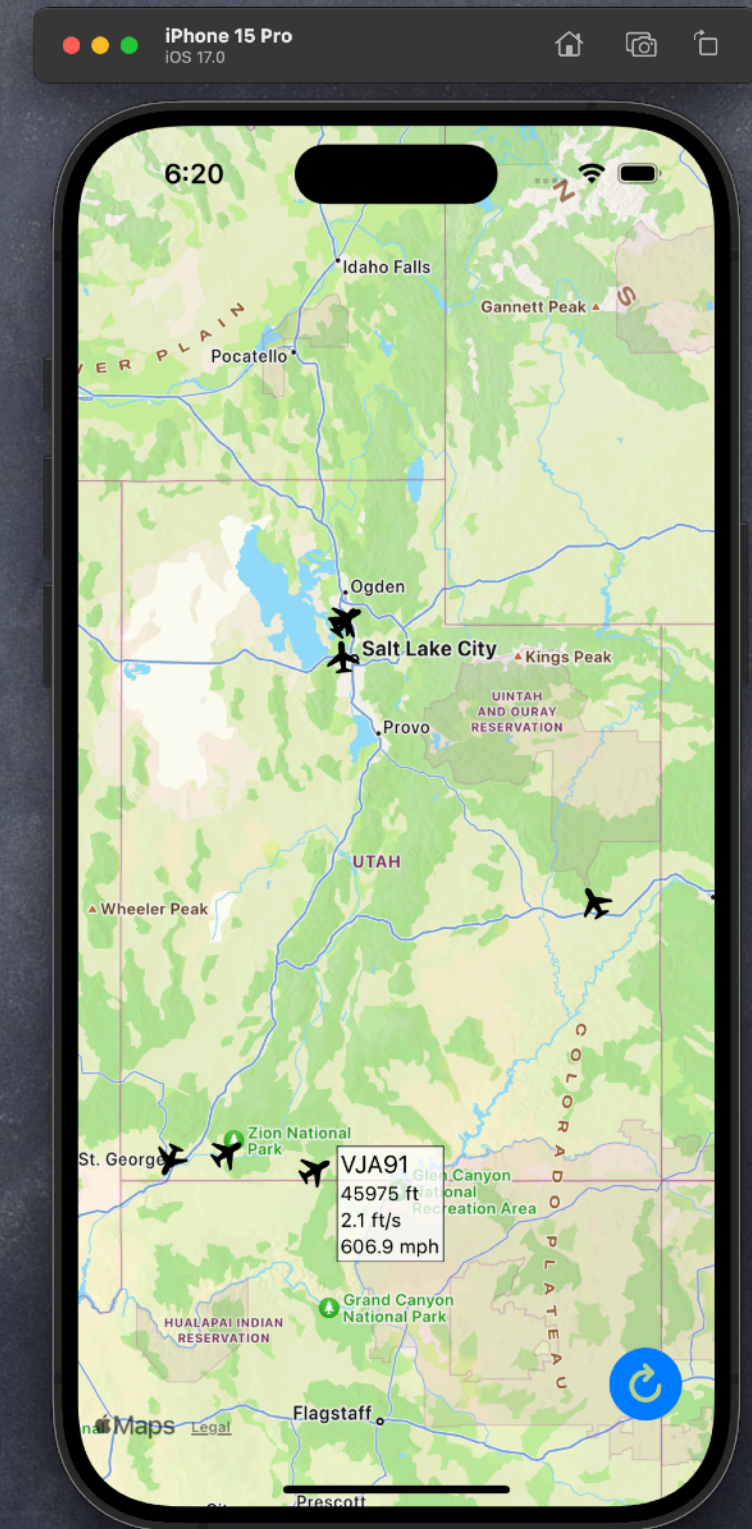 iPhone 15 Pro
iOS 17.0
6:20
N
S
Idaho Falls
Gannett Peak
VER PLAIN
Pocatello
Ogden
Salt Lake City
Kings Peak
UINTAH
AND OURAY
RESERVATION
Provo
UTAH
Wheeler Peak
COLORADO PLATEAU
Zion National
Park
St. George
VJA91
45975 ft
2.1 ft/s
606.9 mph
Glen Canyon
National
Recreation Area
Grand Canyon
National Park
HUALAPAI INDIAN
RESERVATION
Flagstaff
Maps
Legal
Prescott